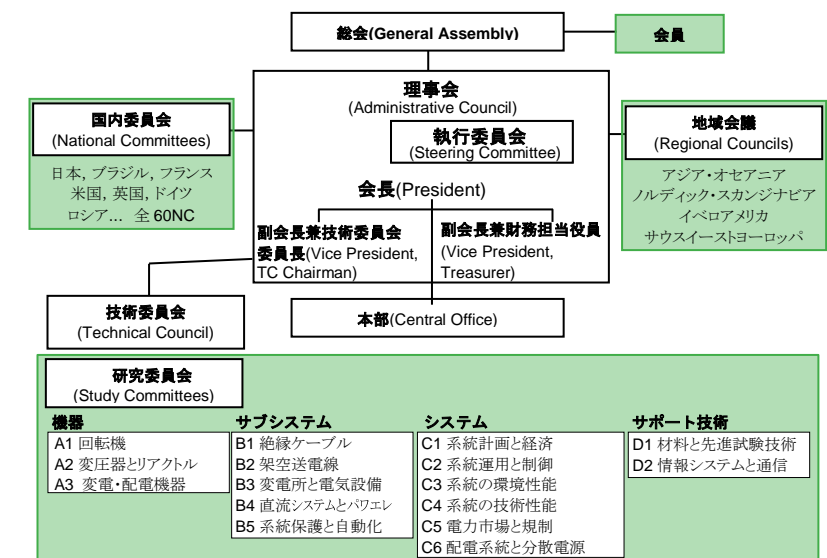 総会(General Assembly)
会員
理事会
(Administrative Council)
執行委員会
(Steering Committee)
国内委員会
(National Committees)
日本, ブラジル, フランス
米国, 英国, ドイツ
ロシア... 全 60NC
地域会議
(Regional Councils)
アジア・オセアニア
ノルディック・スカンジナビア
イベロアメリカ
サウスイーストヨーロッパ
会長(President)
副会長兼技術委員会
委員長(Vice President,
TC Chairman)
副会長兼財務担当役員
(Vice President,
Treasurer)
技術委員会
(Technical Council)
本部(Central Office)
研究委員会
(Study Committees)
機器
A1 回転機
A2 変圧器とリアクトル
A3 変電・配電機器
サブシステム
B1 絶縁ケーブル
B2 架空送電線
B3 変電所と電気設備
B4 直流システムとパワエレ
B5 系統保護と自動化
システム
C1 系統計画と経済
C2 系統運用と制御
C3 系統の環境性能
C4 系統の技術性能
C5 電力市場と規制
C6 配電系統と分散電源
サポート技術
D1 材料と先進試験技術
D2 情報システムと通信